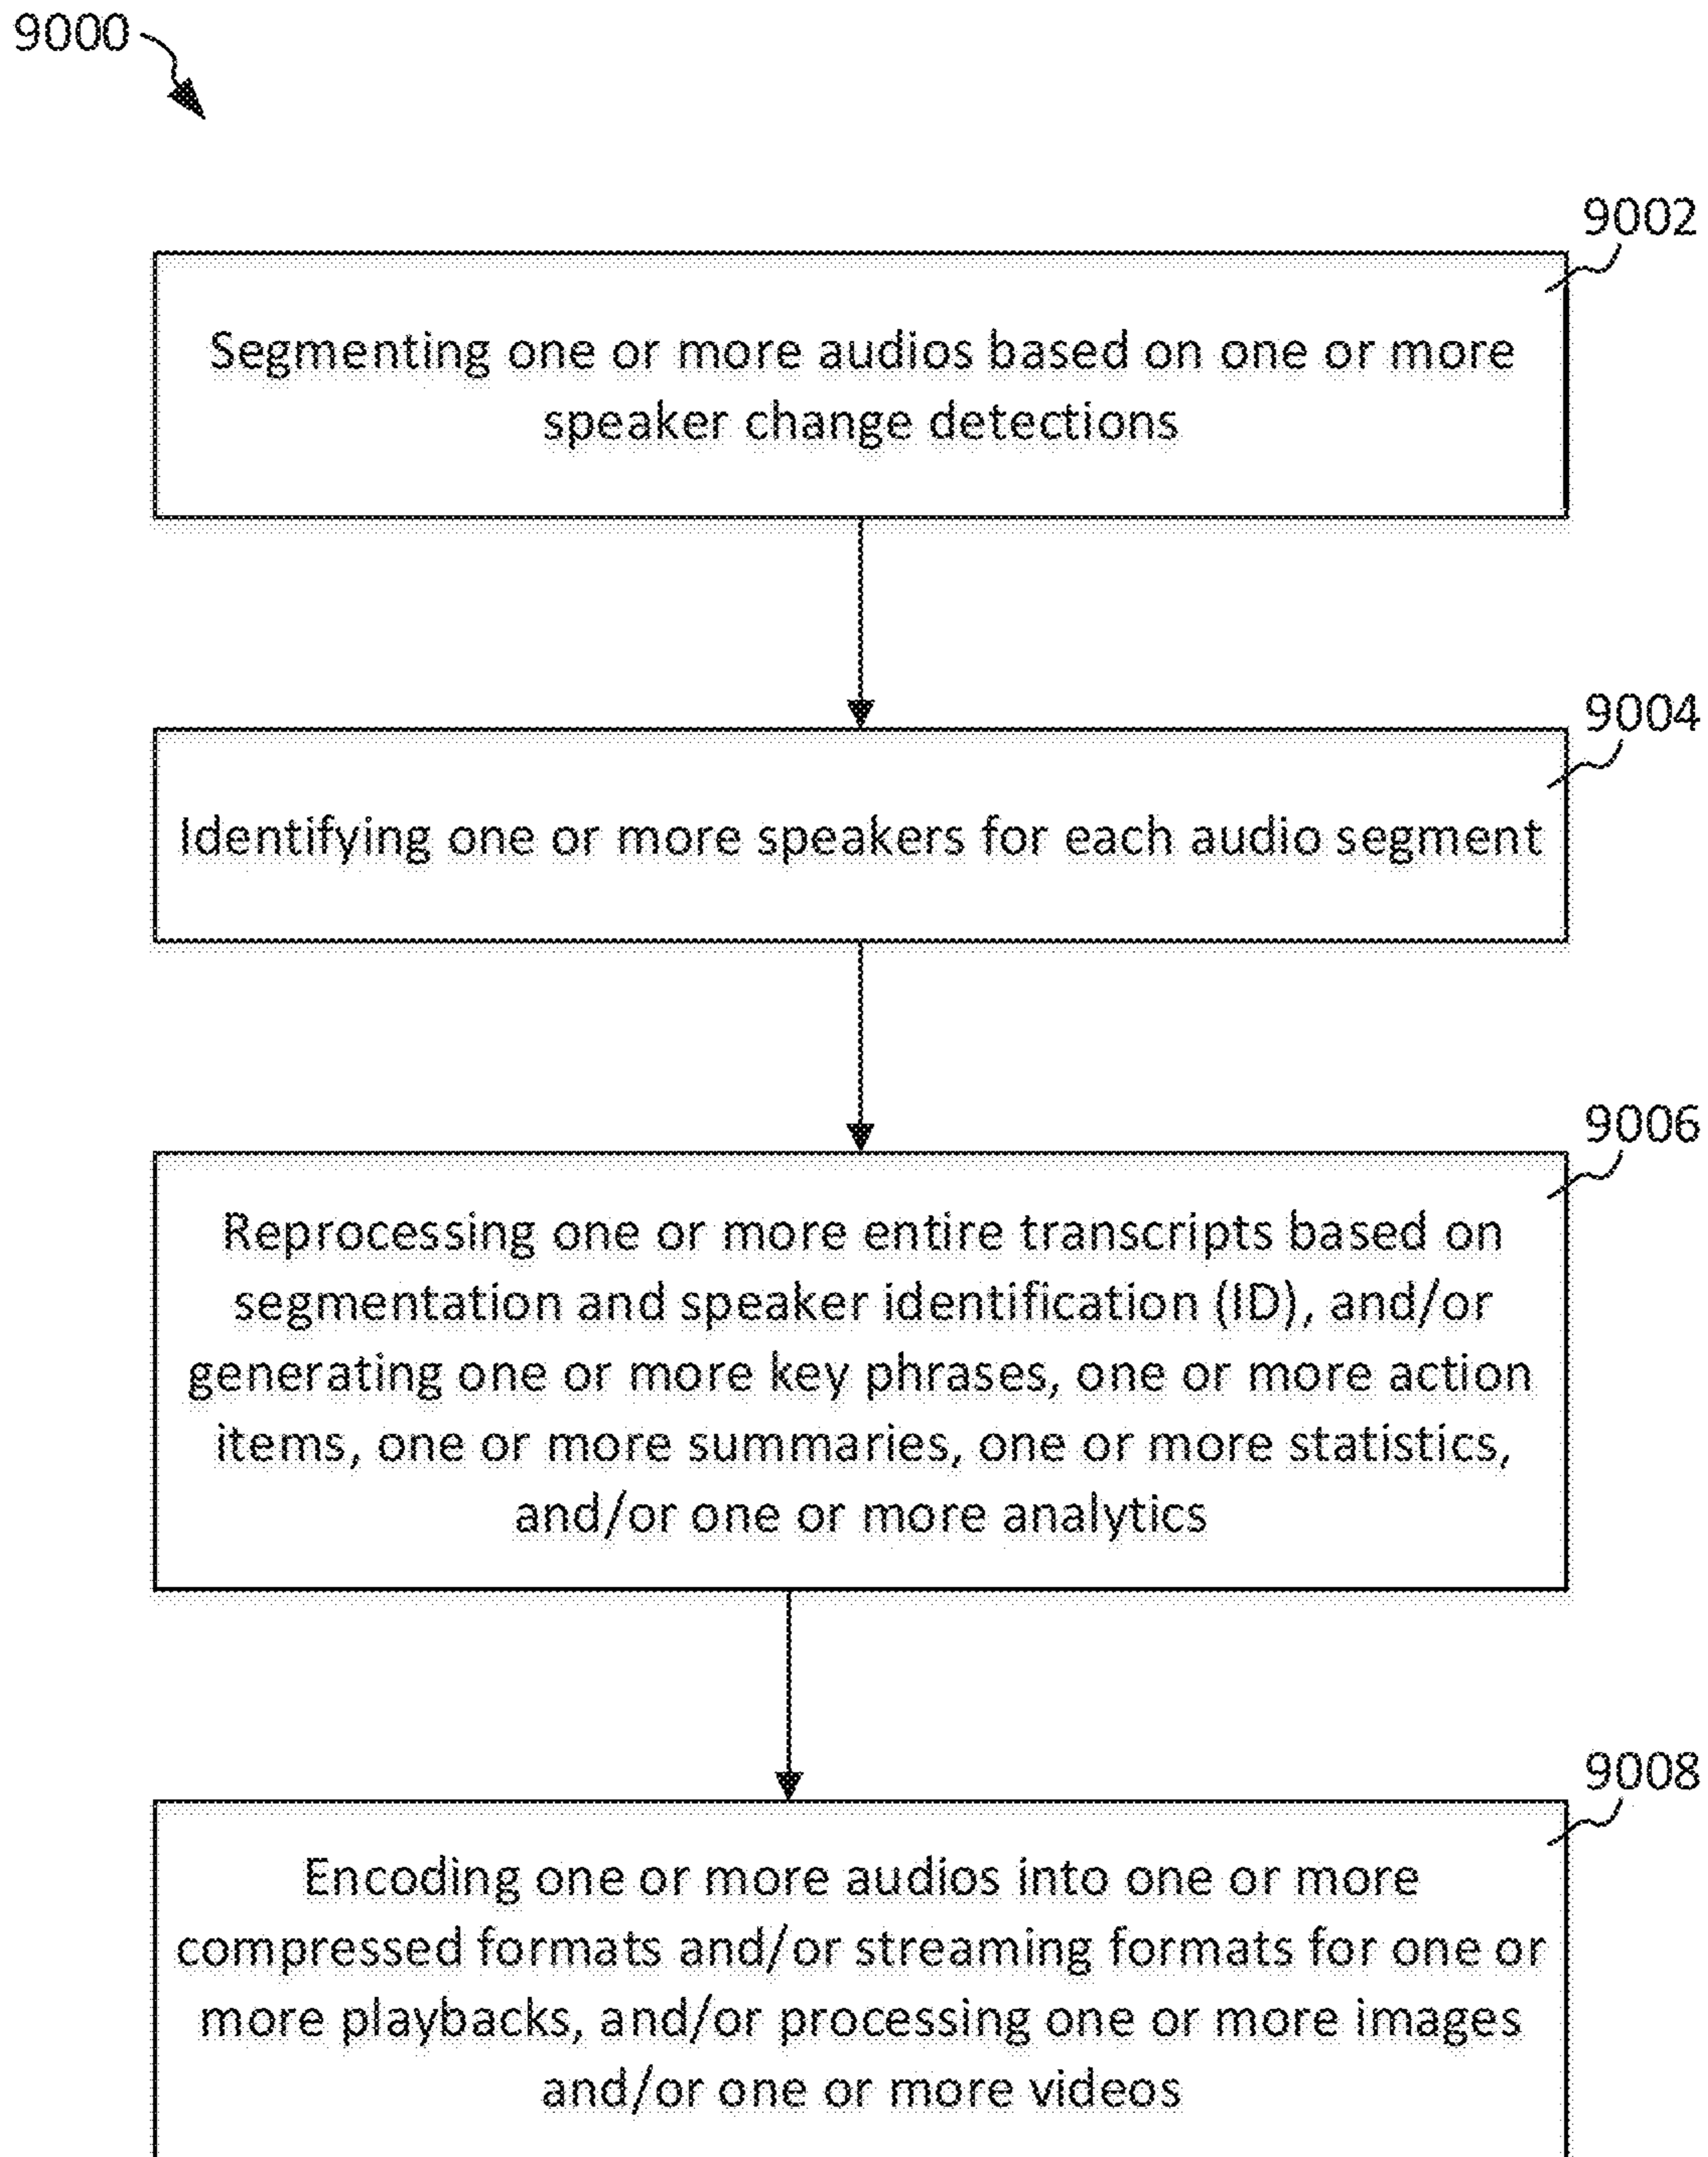 9000
9002
Segmenting one or more audios based on one or more
speaker change detections
9004
Identifying one or more speakers for each audio segment
9006
Reprocessing one or more entire transcripts based on
segmentation and speaker identification (ID), and/or
generating one or more key phrases, one or more action
items, one or more summaries, one or more statistics,
and/or one or more analytics
9008
Encoding one or more audios into one or more
compressed formats and/or streaming formats for one or
more playbacks, and/or processing one or more images
and/or one or more videos